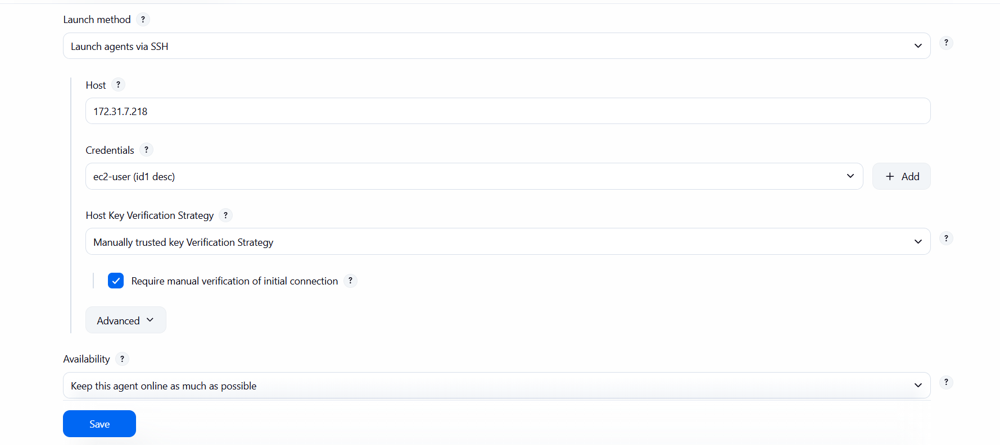 Launch method ?
Launch agents via SSH ?
Host ?
172.31.7.218
Credentials ?
ec2-user (id1 desc)
+ Add
Host Key Verification Strategy ?
Manually trusted key Verification Strategy ?
Require manual verification of initial connection ?
Advanced
Availability ?
Keep this agent online as much as possible ?
Save